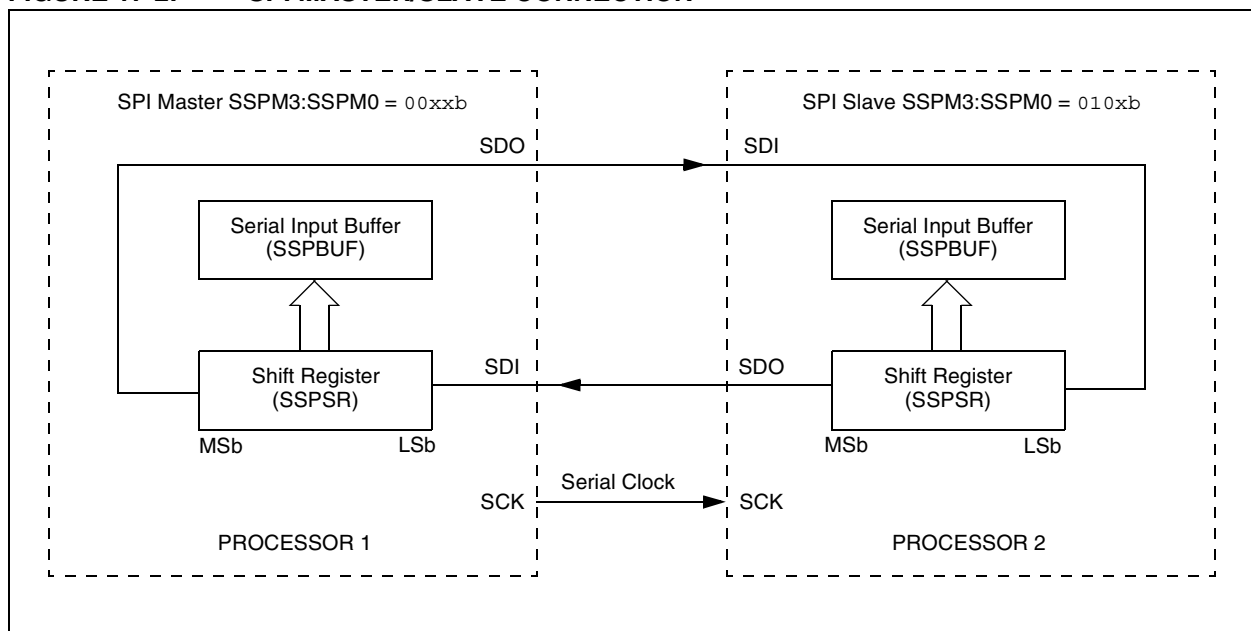 SPI Master SSPM3:SSPM0 = 00xxb
SPI Slave SSPM3:SSPM0 = 010xb
SDO
SDI
Serial Input Buffer
(SSPBUF)
Serial Input Buffer
(SSPBUF)
Shift Register
(SSPSR)
SDI
SDO
Shift Register
(SSPSR)
MSb
LSb
MSb
LSb
Serial Clock
SCK
SCK
PROCESSOR 1
PROCESSOR 2